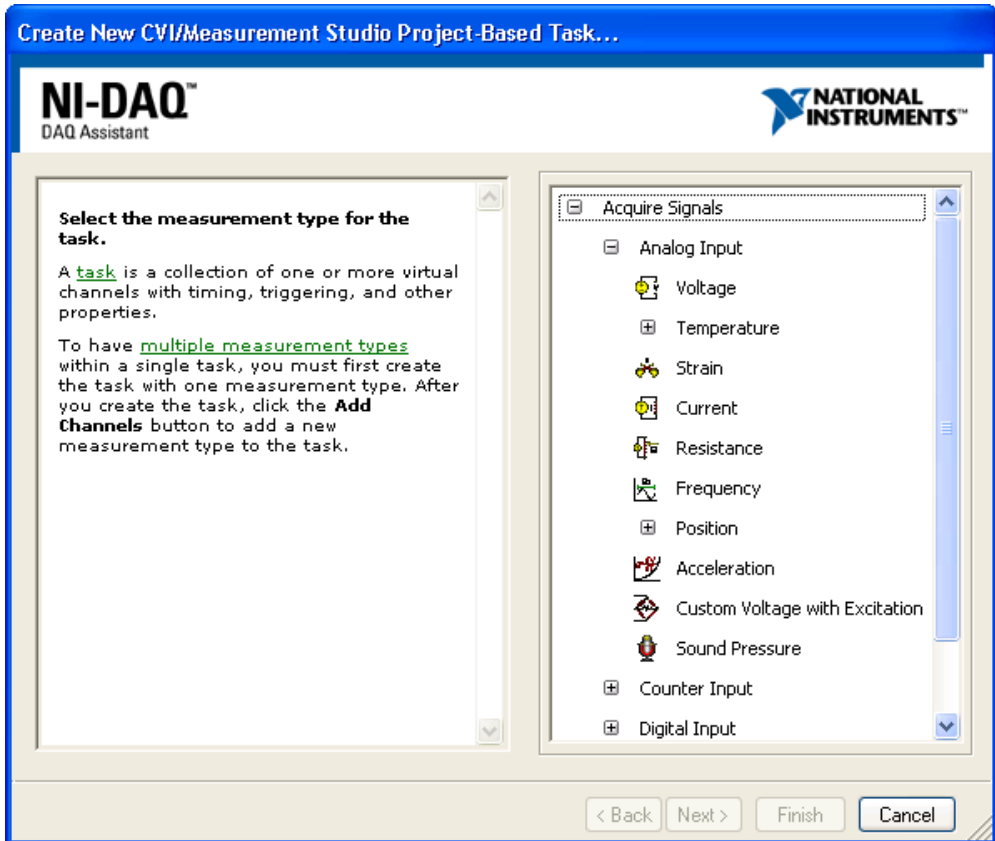 Create New CVI/Measurement Studio Project-Based Task...
NI-DAQ™
DAQ Assistant
NATIONAL
INSTRUMENTS™
Select the measurement type for the
task.
A task is a collection of one or more virtual
channels with timing, triggering, and other
properties.
To have multiple measurement types
within a single task, you must first create
the task with one measurement type. After
you create the task, click the Add
Channels button to add a new
measurement type to the task.
Acquire Signals
Analog Input
Voltage
Temperature
Strain
Current
Resistance
Frequency
Position
Acceleration
Custom Voltage with Excitation
Sound Pressure
Counter Input
Digital Input
< Back
Next >
Finish
Cancel